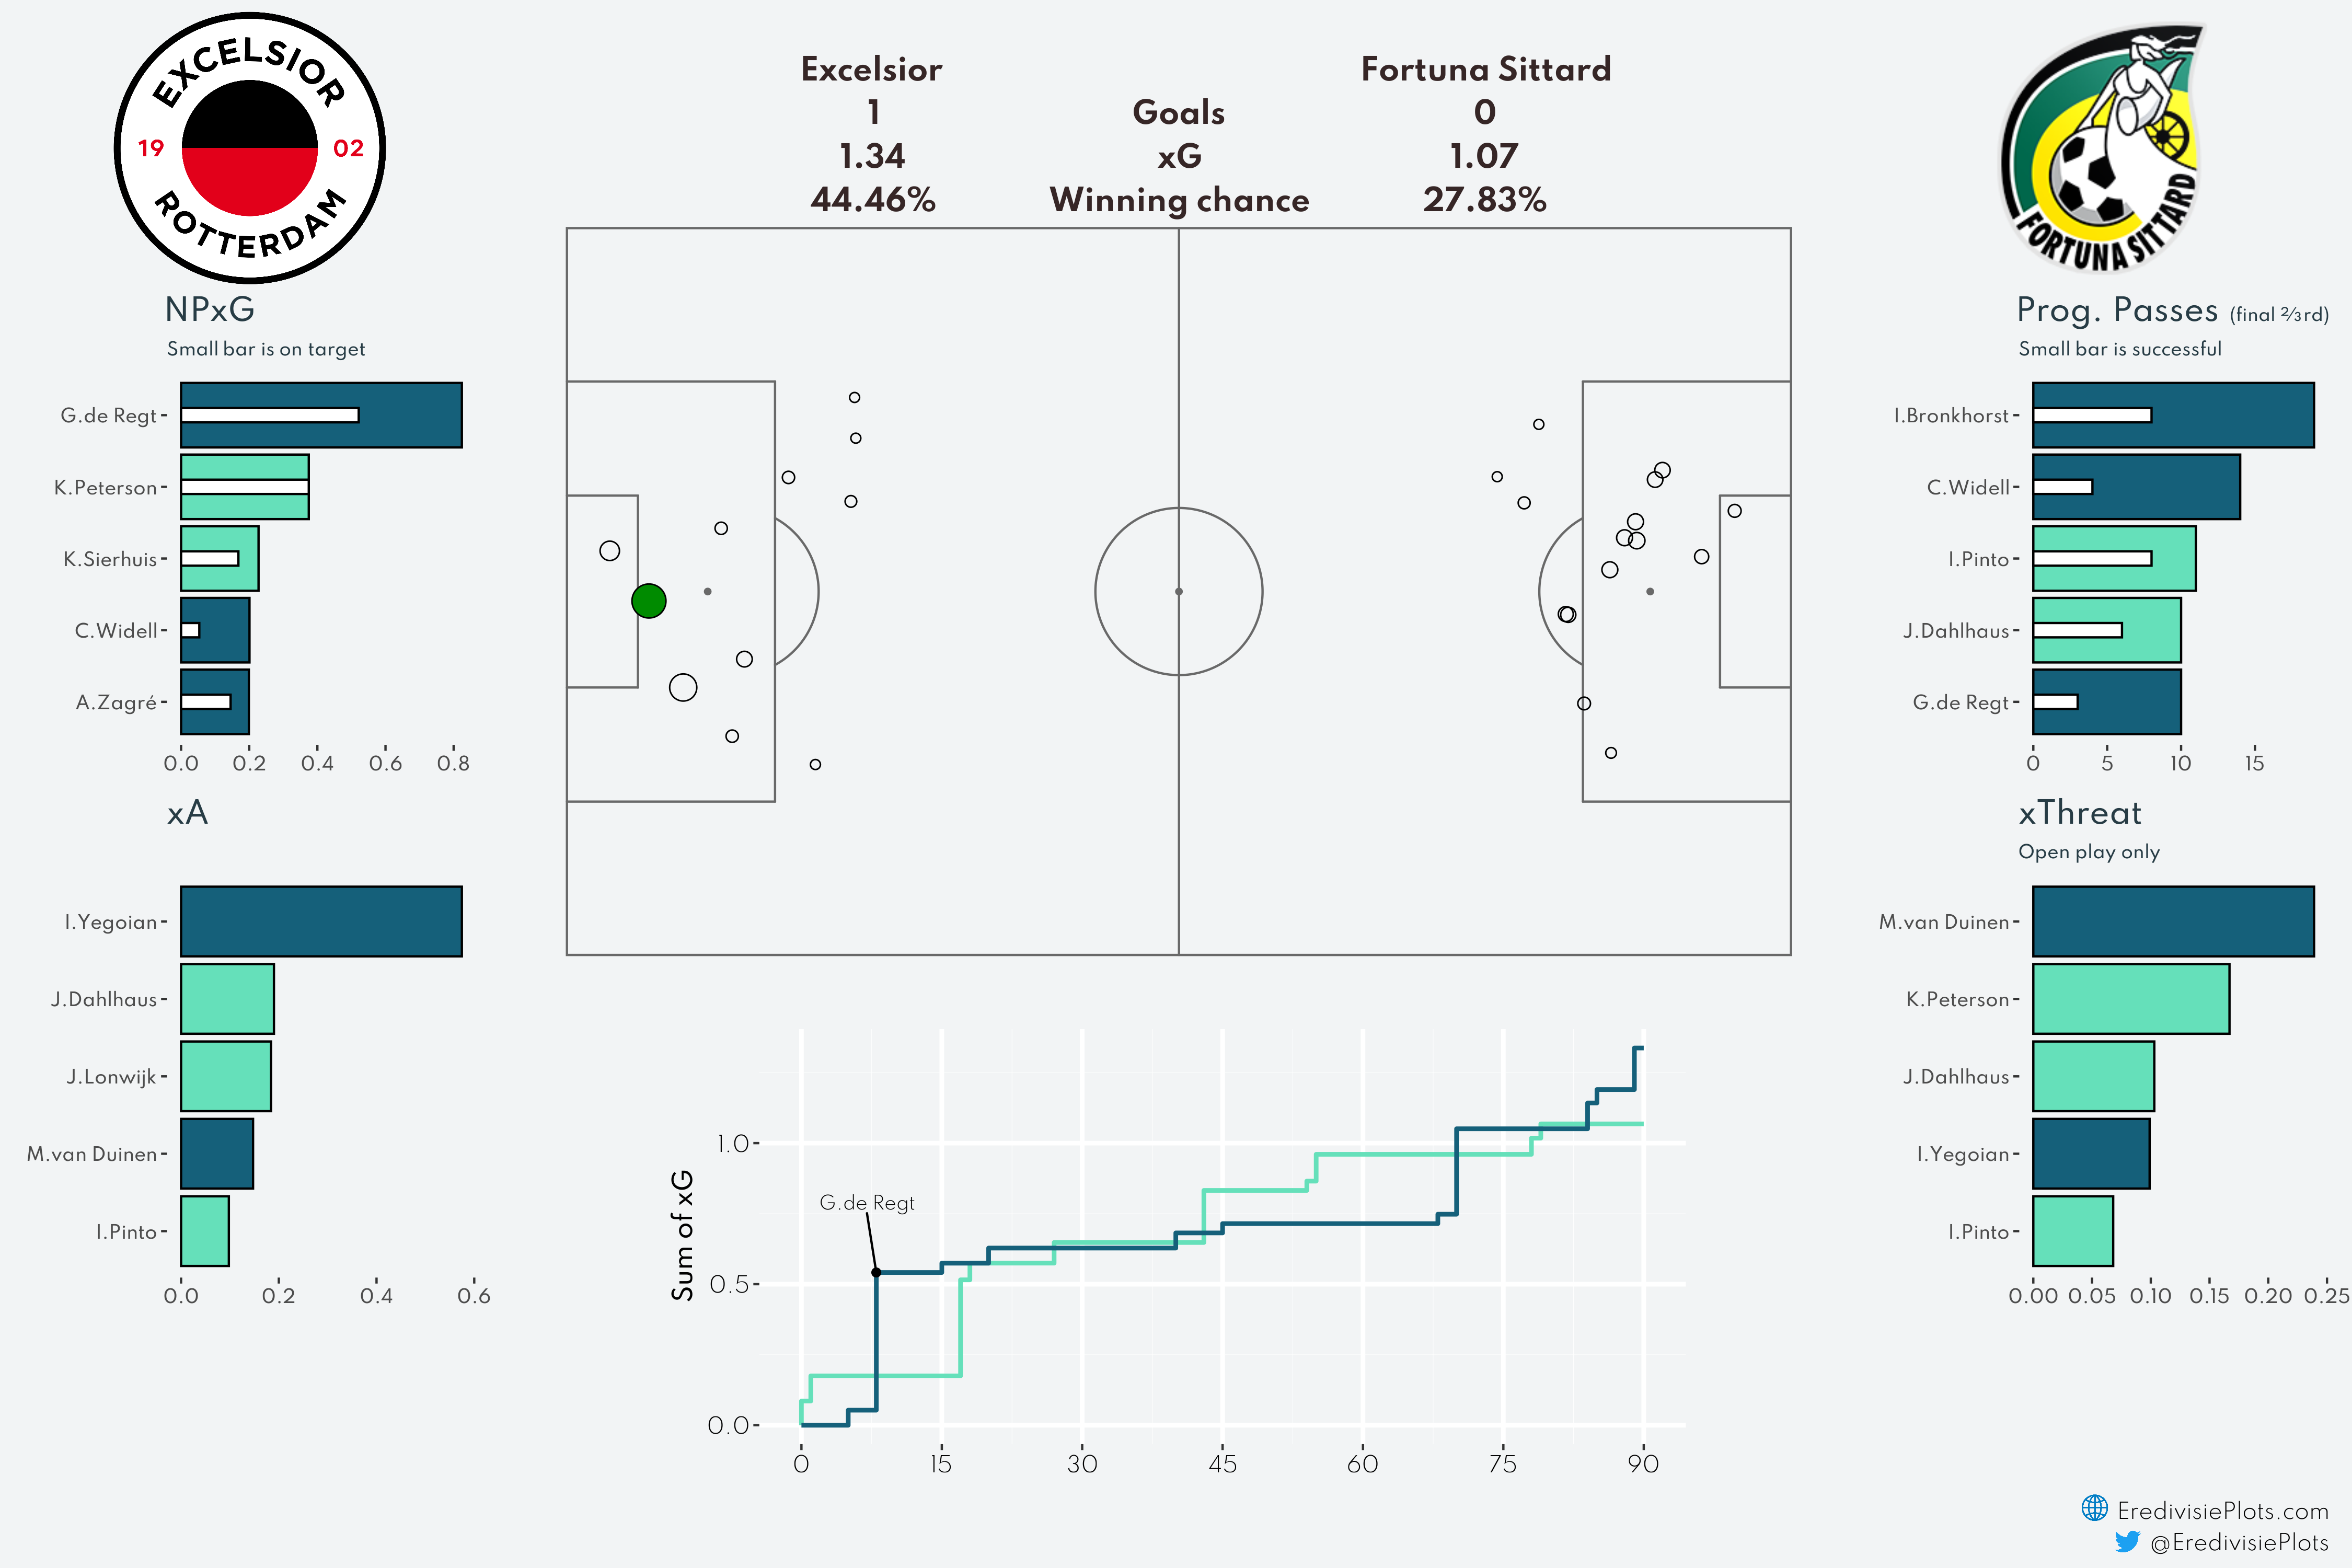 EXCELSIOR
19 02
ROTTERDAM
Excelsior Fortuna Sittard
1 Goals 0
1.34 xG 1.07
44.46% Winning chance 27.83%
FORTUNA SITTARD
NPxG
Small bar is on target
G.de Regt
K.Peterson
K.Sierhuis
C.Widell
A.Zagré
0.0 0.2 0.4 0.6 0.8
xA
I.Yegoian
J.Dahlhaus
J.Lonwijk
M.van Duinen
I.Pinto
0.0 0.2 0.4 0.6
Sum of xG
1.0
0.5
0.0
G.de Regt
0 15 30 45 60 75 90
Prog. Passes (final ⅔rd)
Small bar is successful
I.Bronkhorst
C.Widell
I.Pinto
J.Dahlhaus
G.de Regt
0 5 10 15
xThreat
Open play only
M.van Duinen
K.Peterson
J.Dahlhaus
I.Yegoian
I.Pinto
0.00 0.05 0.10 0.15 0.20 0.25
EredivisiePlots.com
@EredivisiePlots